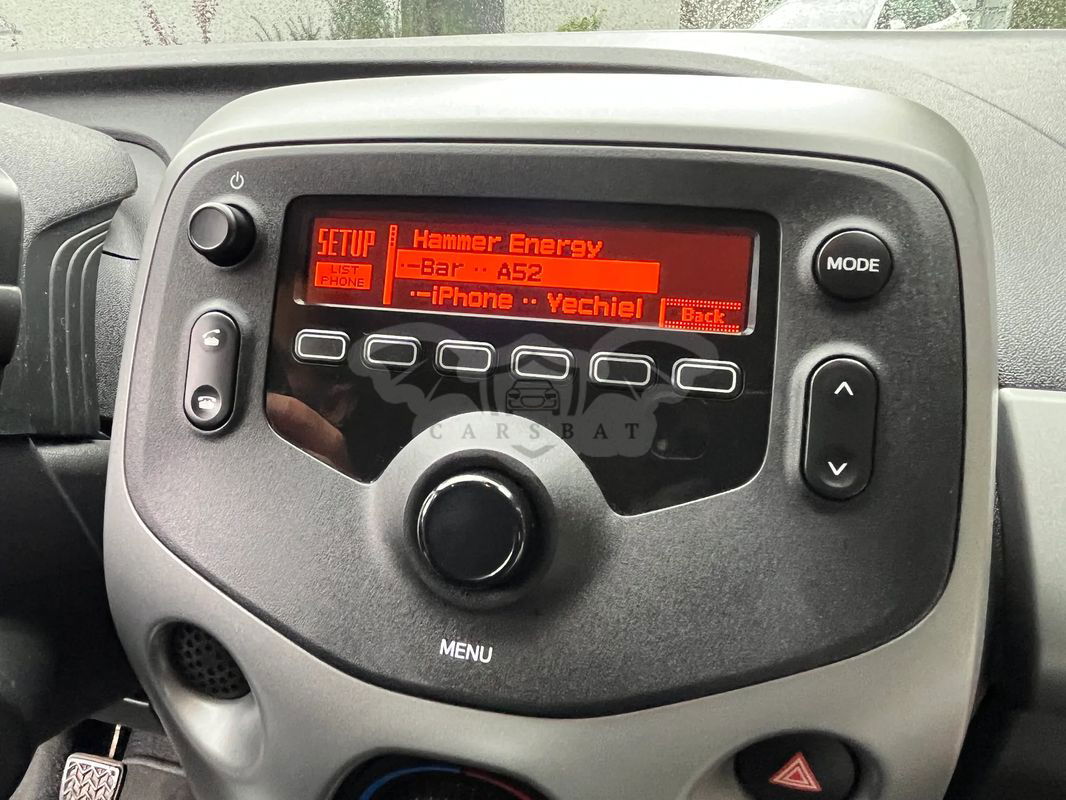 SETUP
LIST
PHONE
Hammer Energy
Bar ·· A52
iPhone ·· Yechiel
Back
MODE
CARSBAT
MENU